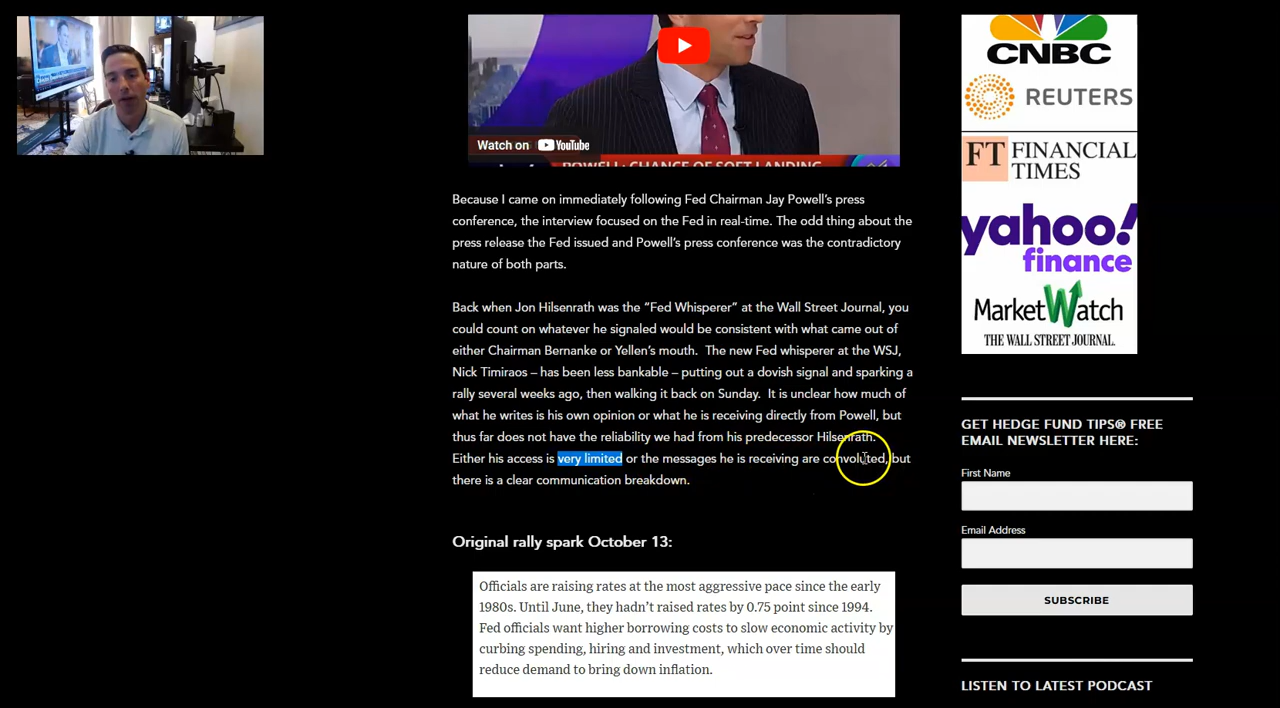 Watch on YouTube
POWELL: CHANCE OF SOFT LANDING
Because I came on immediately following Fed Chairman Jay Powell’s press
conference, the interview focused on the Fed in real-time. The odd thing about the
press release the Fed issued and Powell’s press conference was the contradictory
nature of both parts.
Back when Jon Hilsenrath was the “Fed Whisperer” at the Wall Street Journal, you
could count on whatever he signaled would be consistent with what came out of
either Chairman Bernanke or Yellen’s mouth. The new Fed whisperer at the WSJ,
Nick Timiraos – has been less bankable – putting out a dovish signal and sparking a
rally several weeks ago, then walking it back on Sunday. It is unclear how much of
what he writes is his own opinion or what he is receiving directly from Powell, but
thus far does not have the reliability we had from his predecessor Hilsenrath.
Either his access is very limited or the messages he is receiving are convoluted, but
there is a clear communication breakdown.
Original rally spark October 13:
Officials are raising rates at the most aggressive pace since the early
1980s. Until June, they hadn’t raised rates by 0.75 point since 1994.
Fed officials want higher borrowing costs to slow economic activity by
curbing spending, hiring and investment, which over time should
reduce demand to bring down inflation.
CNBC
REUTERS
FT FINANCIAL
TIMES
yahoo!
finance
MarketWatch
THE WALL STREET JOURNAL.
GET HEDGE FUND TIPS® FREE
EMAIL NEWSLETTER HERE:
First Name
Email Address
SUBSCRIBE
LISTEN TO LATEST PODCAST